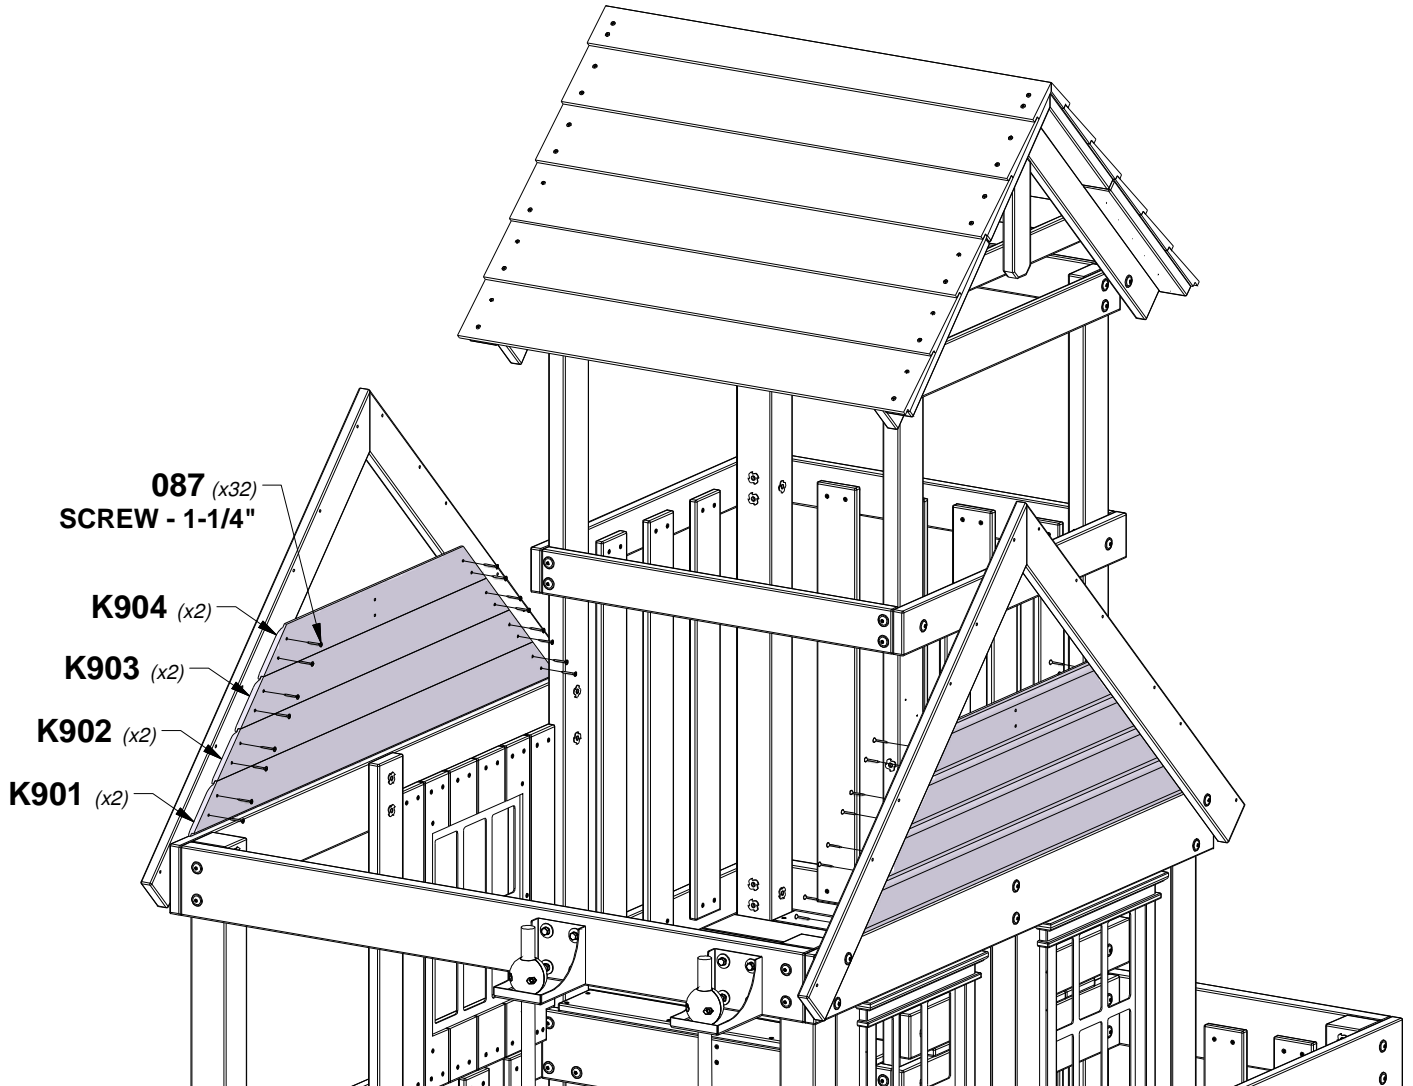 087 (x32)
SCREW - 1-1/4"
K904 (x2)
K903 (x2)
K902 (x2)
K901 (x2)